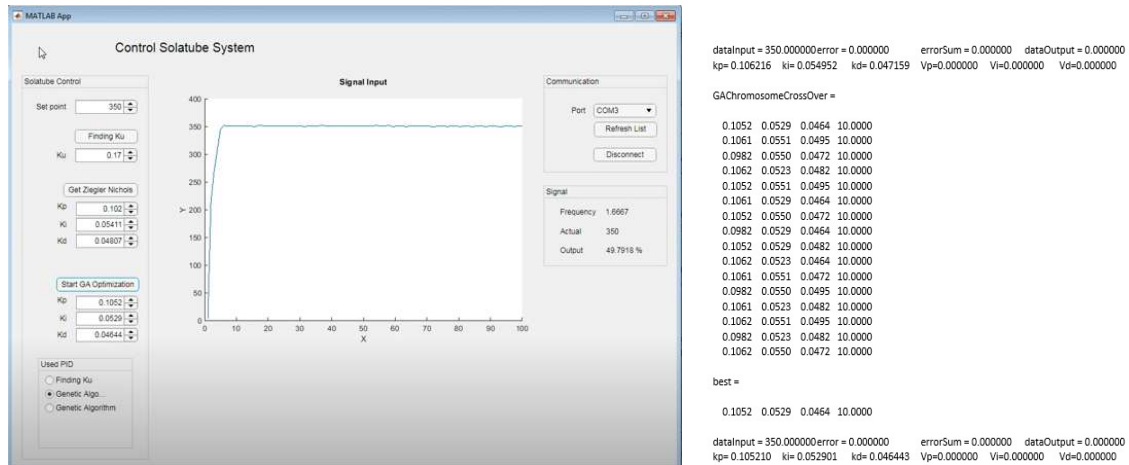 MATLAB App
Control Solatube System
Solatube Control
Set point 350
Finding Ku
Ku 0.17
Get Ziegler Nichols
Kp 0.102
Ki 0.05411
Kd 0.04807
Start GA Optimization
Kp 0.1052
Ki 0.0529
Kd 0.04644
Used PID
Finding Ku
Genetic Algo...
Genetic Algorithm
Signal Input
400
350
300
250
200
150
100
50
0
Y
0 10 20 30 40 50 60 70 80 90 100
X
Communication
Port COM3
Refresh List
Disconnect
Signal
Frequency 1.6667
Actual 350
Output 49.7918 %
dataInput = 350.000000 error = 0.000000 errorSum = 0.000000 dataOutput = 0.000000
kp= 0.106216 ki= 0.054952 kd= 0.047159 Vp=0.000000 Vi=0.000000 Vd=0.000000
GAChromosomeCrossOver =
0.1052 0.0529 0.0464 10.0000
0.1061 0.0551 0.0495 10.0000
0.0982 0.0550 0.0472 10.0000
0.1062 0.0523 0.0482 10.0000
0.1052 0.0551 0.0495 10.0000
0.1061 0.0529 0.0464 10.0000
0.1052 0.0550 0.0472 10.0000
0.0982 0.0529 0.0464 10.0000
0.1052 0.0529 0.0482 10.0000
0.1062 0.0523 0.0464 10.0000
0.1061 0.0551 0.0472 10.0000
0.0982 0.0550 0.0495 10.0000
0.1061 0.0523 0.0482 10.0000
0.1062 0.0551 0.0495 10.0000
0.0982 0.0523 0.0482 10.0000
0.1062 0.0550 0.0472 10.0000
best =
0.1052 0.0529 0.0464 10.0000
dataInput = 350.000000 error = 0.000000 errorSum = 0.000000 dataOutput = 0.000000
kp= 0.105210 ki= 0.052901 kd= 0.046443 Vp=0.000000 Vi=0.000000 Vd=0.000000